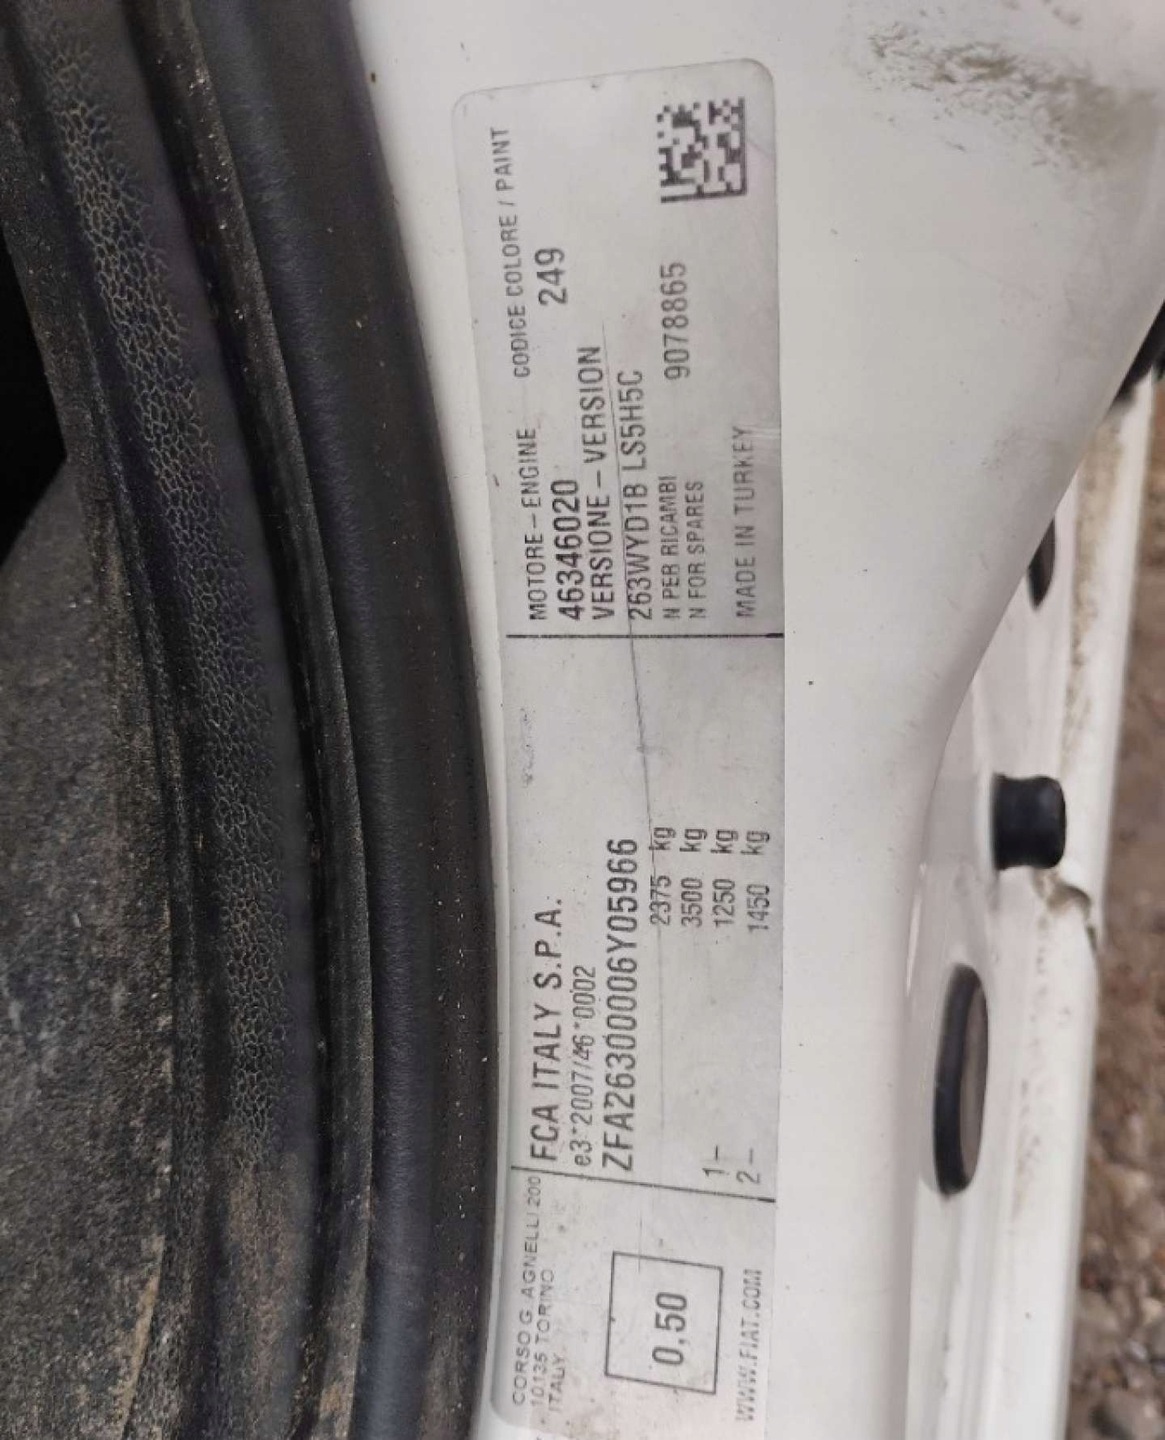 CORSO G. AGNELLI 200
10135 TORINO
ITALY
0,50
WWW.FIAT.COM
FCA ITALY S.P.A.
e3*2007/46*0002
ZFA26300006Y05966
2375 kg
3500 kg
1- 1250 kg
2- 1450 kg
MOTORE-ENGINE CODICE COLORE / PAINT
46346020 249
VERSIONE-VERSION
263WYD1B LS5H5C
N PER RICAMBI
N FOR SPARES 9078865
MADE IN TURKEY